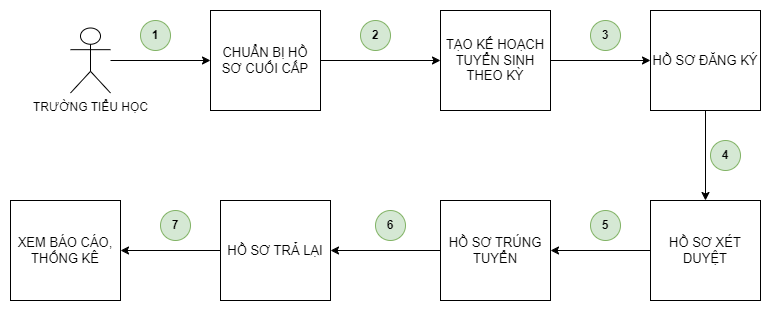 TRƯỜNG TIỂU HỌC
1
CHUẨN BỊ HỒ
SƠ CUỐI CẤP
2
TẠO KẾ HOẠCH
TUYỂN SINH
THEO KỲ
3
HỒ SƠ ĐĂNG KÝ
4
HỒ SƠ XÉT
DUYỆT
5
HỒ SƠ TRÚNG
TUYỂN
6
HỒ SƠ TRẢ LẠI
7
XEM BÁO CÁO,
THỐNG KÊ